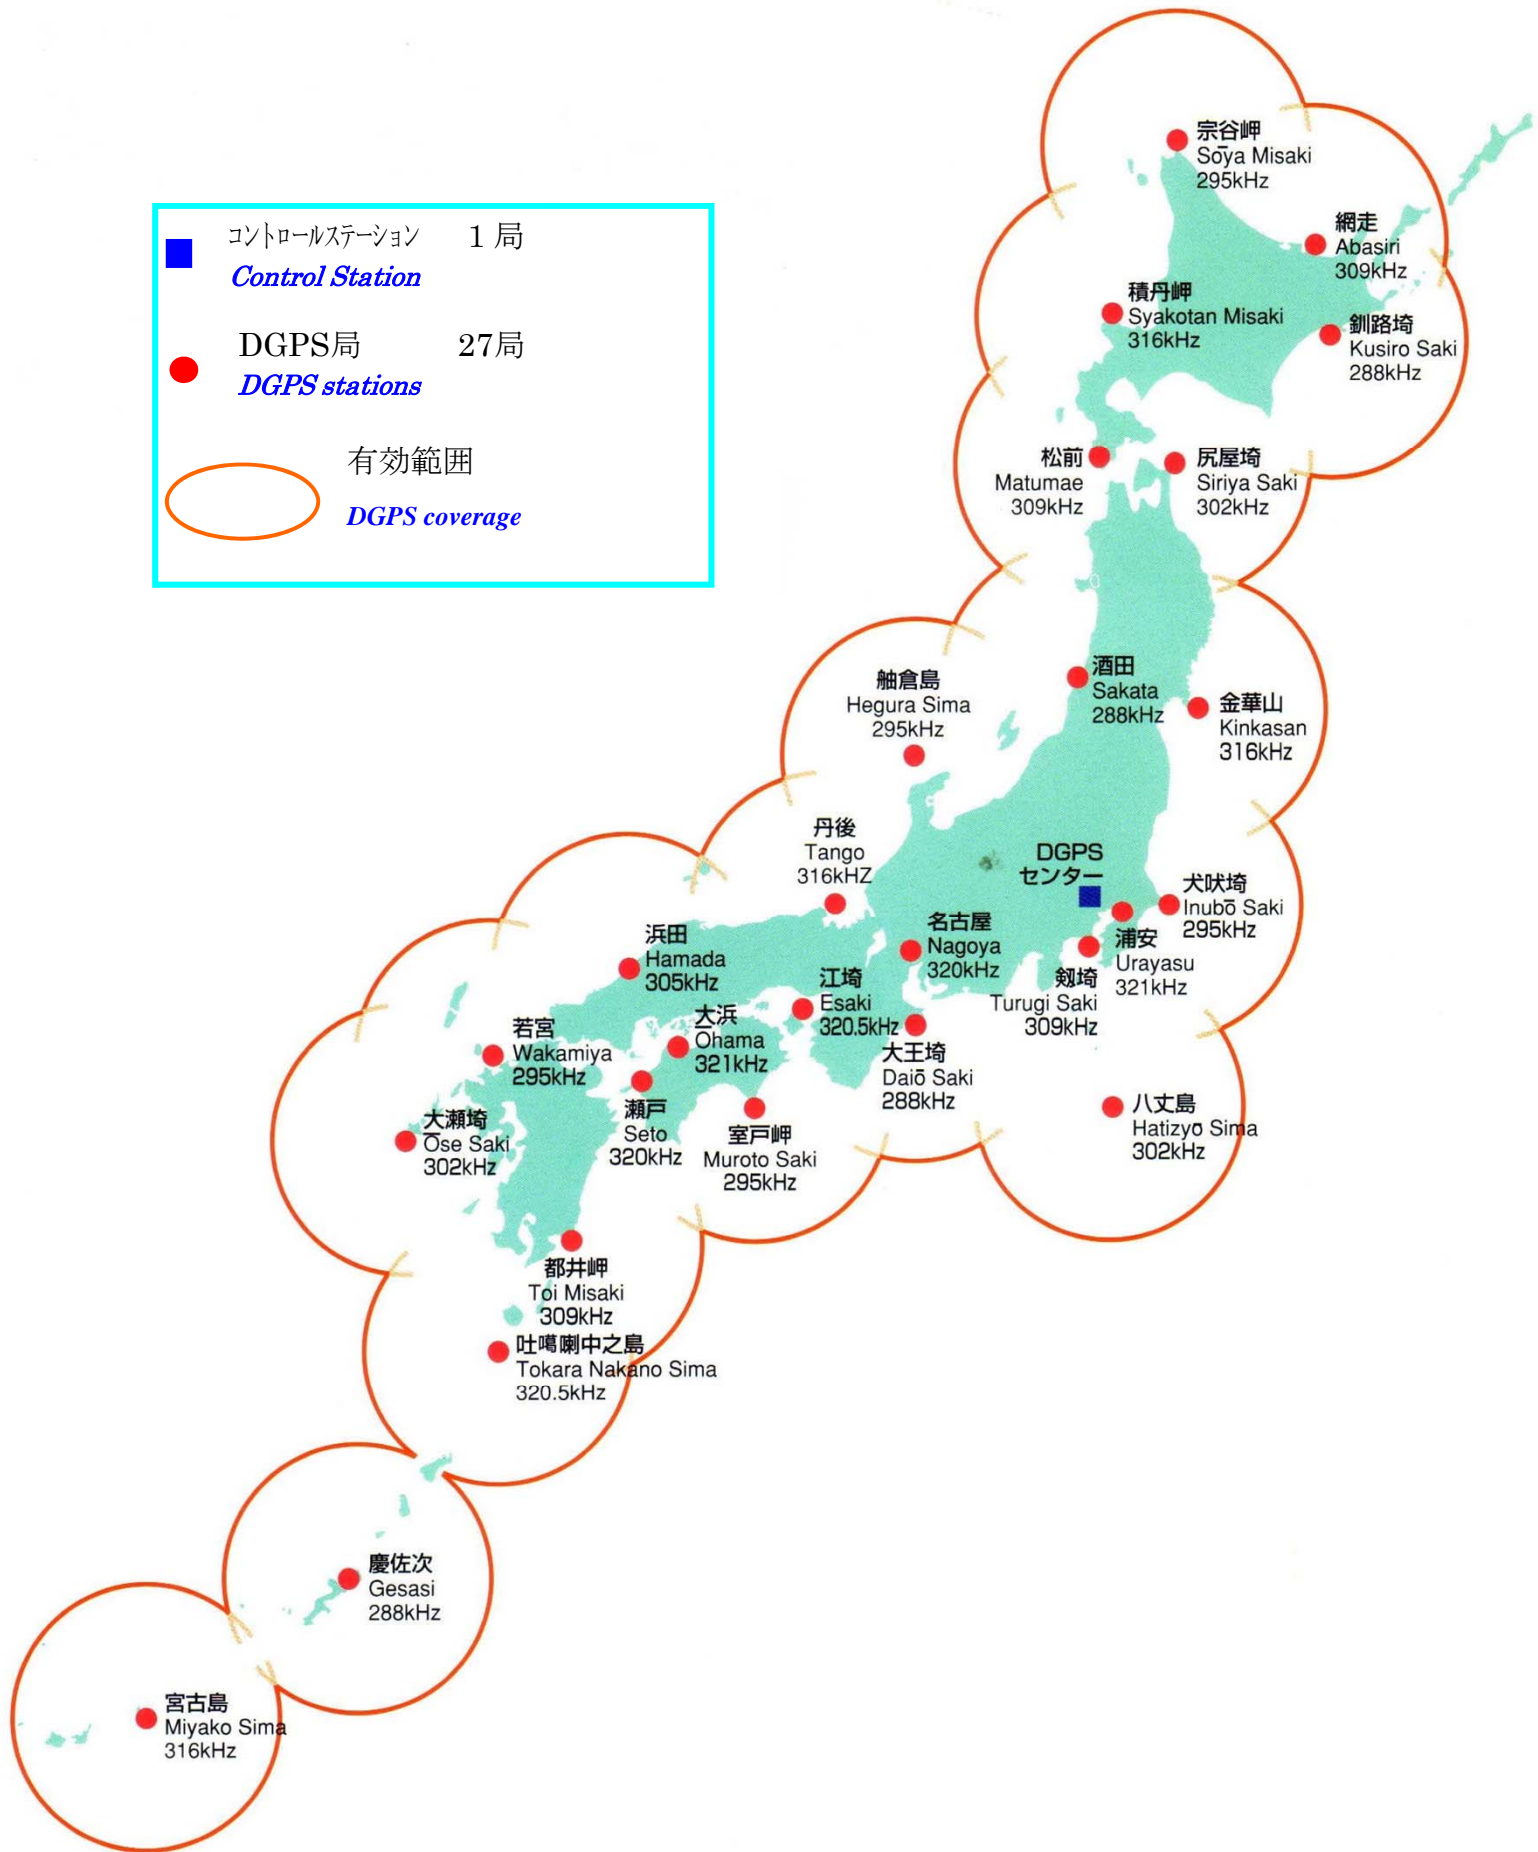 コントロールステーション 1局
Control Station
DGPS局 27局
DGPS stations
有効範囲
DGPS coverage
宗谷岬
Sōya Misaki
295kHz
網走
Abasiri
309kHz
積丹岬
Syakotan Misaki
316kHz
釧路埼
Kusiro Saki
288kHz
松前
Matumae
309kHz
尻屋埼
Siriya Saki
302kHz
酒田
Sakata
288kHz
金華山
Kinkasan
316kHz
舳倉島
Hegura Sima
295kHz
丹後
Tango
316kHZ
DGPS
センター
犬吠埼
Inubō Saki
295kHz
浦安
Urayasu
321kHz
剱埼
Turugi Saki
309kHz
名古屋
Nagoya
320kHz
浜田
Hamada
305kHz
江埼
Esaki
320.5kHz
大浜
Ōhama
321kHz
若宮
Wakamiya
295kHz
大王埼
Daiō Saki
288kHz
八丈島
Hatizyō Sima
302kHz
瀬戸
Seto
320kHz
室戸岬
Muroto Saki
295kHz
大瀬埼
Ōse Saki
302kHz
都井岬
Toi Misaki
309kHz
吐噶喇中之島
Tokara Nakano Sima
320.5kHz
慶佐次
Gesasi
288kHz
宮古島
Miyako Sima
316kHz